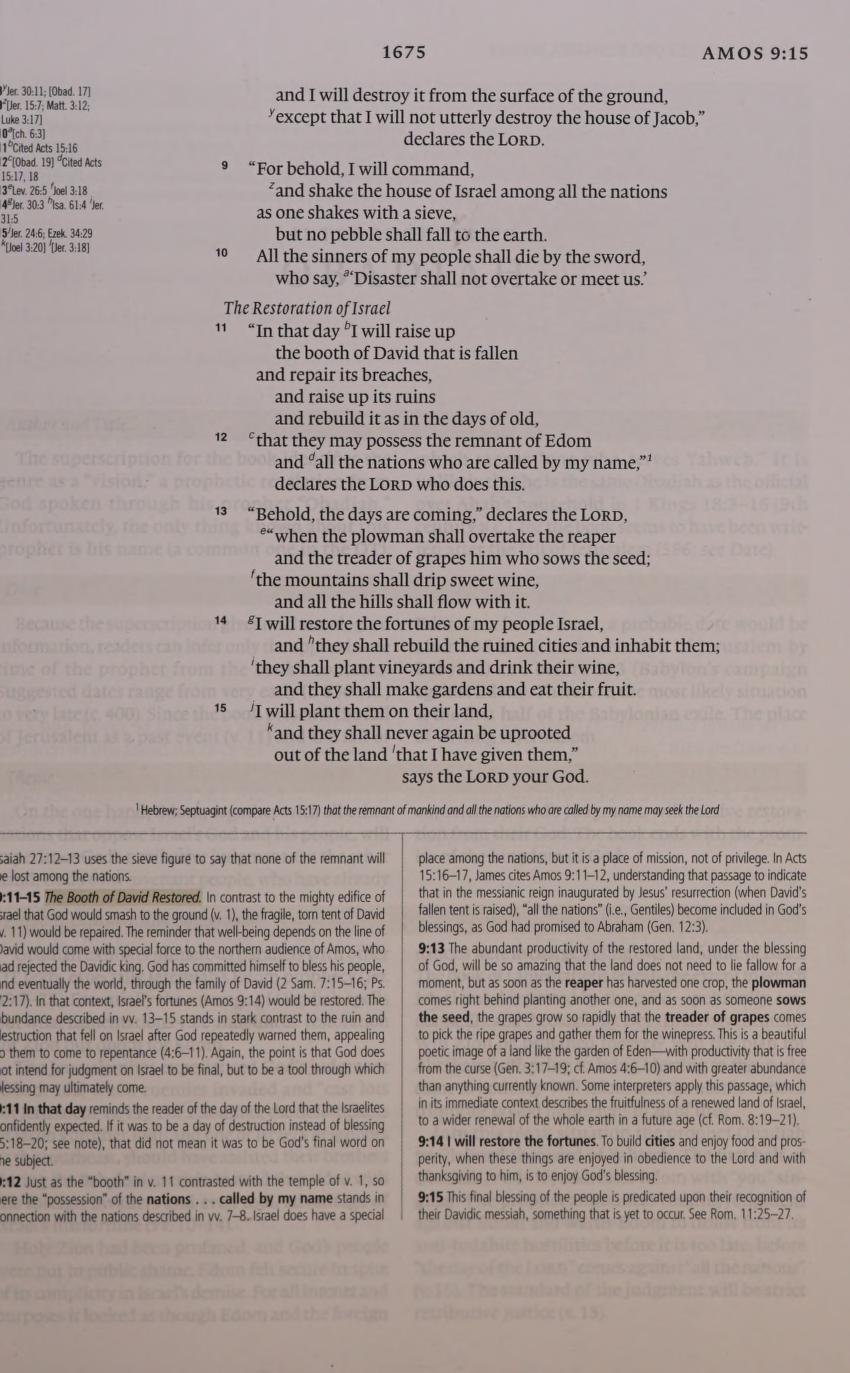 1675
AMOS 9:15
Jer. 30:11; [Obad. 17]
[Jer. 15:7; Matt. 3:12;
Luke 3:17]
0ᵃ[ch. 6:3]
1ᵇCited Acts 15:16
2ᶜ[Obad. 19] ᵈCited Acts
15:17, 18
3ᵉLev. 26:5 ᶠJoel 3:18
4ᵍJer. 30:3 ʰIsa. 61:4 ⁱJer.
31:5
5ʲJer. 24:6; Ezek. 34:29
ᵏ[Joel 3:20] ˡ[Jer. 3:18]
and I will destroy it from the surface of the ground,
ʸexcept that I will not utterly destroy the house of Jacob,”
declares the LORD.
9 “For behold, I will command,
ᶻand shake the house of Israel among all the nations
as one shakes with a sieve,
but no pebble shall fall to the earth.
10 All the sinners of my people shall die by the sword,
who say, ᵃ‘Disaster shall not overtake or meet us.’
The Restoration of Israel
11 “In that day ᵇI will raise up
the booth of David that is fallen
and repair its breaches,
and raise up its ruins
and rebuild it as in the days of old,
12 ᶜthat they may possess the remnant of Edom
and ᵈall the nations who are called by my name,”¹
declares the LORD who does this.
13 “Behold, the days are coming,” declares the LORD,
ᵉ“when the plowman shall overtake the reaper
and the treader of grapes him who sows the seed;
ᶠthe mountains shall drip sweet wine,
and all the hills shall flow with it.
14 ᵍI will restore the fortunes of my people Israel,
and ʰthey shall rebuild the ruined cities and inhabit them;
ⁱthey shall plant vineyards and drink their wine,
and they shall make gardens and eat their fruit.
15 ʲI will plant them on their land,
ᵏand they shall never again be uprooted
out of the land ˡthat I have given them,”
says the LORD your God.
¹ Hebrew; Septuagint (compare Acts 15:17) that the remnant of mankind and all the nations who are called by my name may seek the Lord
saiah 27:12–13 uses the sieve figure to say that none of the remnant will
e lost among the nations.
:11–15 The Booth of David Restored. In contrast to the mighty edifice of
srael that God would smash to the ground (v. 1), the fragile, torn tent of David
v. 11) would be repaired. The reminder that well-being depends on the line of
David would come with special force to the northern audience of Amos, who
ad rejected the Davidic king. God has committed himself to bless his people,
nd eventually the world, through the family of David (2 Sam. 7:15–16; Ps.
2:17). In that context, Israel’s fortunes (Amos 9:14) would be restored. The
bundance described in vv. 13–15 stands in stark contrast to the ruin and
estruction that fell on Israel after God repeatedly warned them, appealing
o them to come to repentance (4:6–11). Again, the point is that God does
ot intend for judgment on Israel to be final, but to be a tool through which
lessing may ultimately come.
:11 In that day reminds the reader of the day of the Lord that the Israelites
onfidently expected. If it was to be a day of destruction instead of blessing
5:18–20; see note), that did not mean it was to be God’s final word on
he subject.
:12 Just as the “booth” in v. 11 contrasted with the temple of v. 1, so
ere the “possession” of the nations . . . called by my name stands in
onnection with the nations described in vv. 7–8. Israel does have a special
place among the nations, but it is a place of mission, not of privilege. In Acts
15:16–17, James cites Amos 9:11–12, understanding that passage to indicate
that in the messianic reign inaugurated by Jesus’ resurrection (when David’s
fallen tent is raised), “all the nations” (i.e., Gentiles) become included in God’s
blessings, as God had promised to Abraham (Gen. 12:3).
9:13 The abundant productivity of the restored land, under the blessing
of God, will be so amazing that the land does not need to lie fallow for a
moment, but as soon as the reaper has harvested one crop, the plowman
comes right behind planting another one, and as soon as someone sows
the seed, the grapes grow so rapidly that the treader of grapes comes
to pick the ripe grapes and gather them for the winepress. This is a beautiful
poetic image of a land like the garden of Eden—with productivity that is free
from the curse (Gen. 3:17–19; cf. Amos 4:6–10) and with greater abundance
than anything currently known. Some interpreters apply this passage, which
in its immediate context describes the fruitfulness of a renewed land of Israel,
to a wider renewal of the whole earth in a future age (cf. Rom. 8:19–21).
9:14 I will restore the fortunes. To build cities and enjoy food and pros-
perity, when these things are enjoyed in obedience to the Lord and with
thanksgiving to him, is to enjoy God’s blessing.
9:15 This final blessing of the people is predicated upon their recognition of
their Davidic messiah, something that is yet to occur. See Rom. 11:25–27.